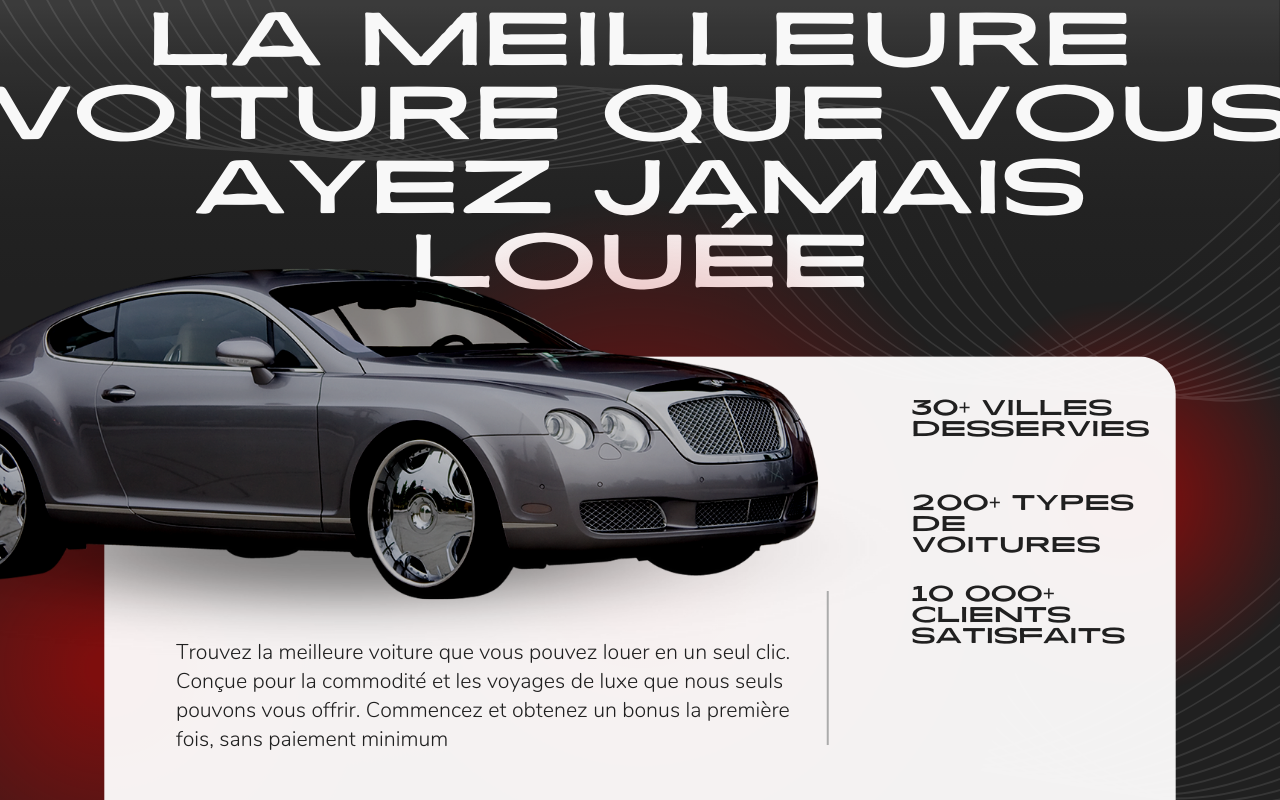 LA MEILLEURE
VOITURE QUE VOUS
AYEZ JAMAIS
LOUÉE
30+ VILLES
DESSERVIES
200+ TYPES
DE
VOITURES
10 000+
CLIENTS
SATISFAITS
Trouvez la meilleure voiture que vous pouvez louer en un seul clic.
Conçue pour la commodité et les voyages de luxe que nous seuls
pouvons vous offrir. Commencez et obtenez un bonus la première
fois, sans paiement minimum